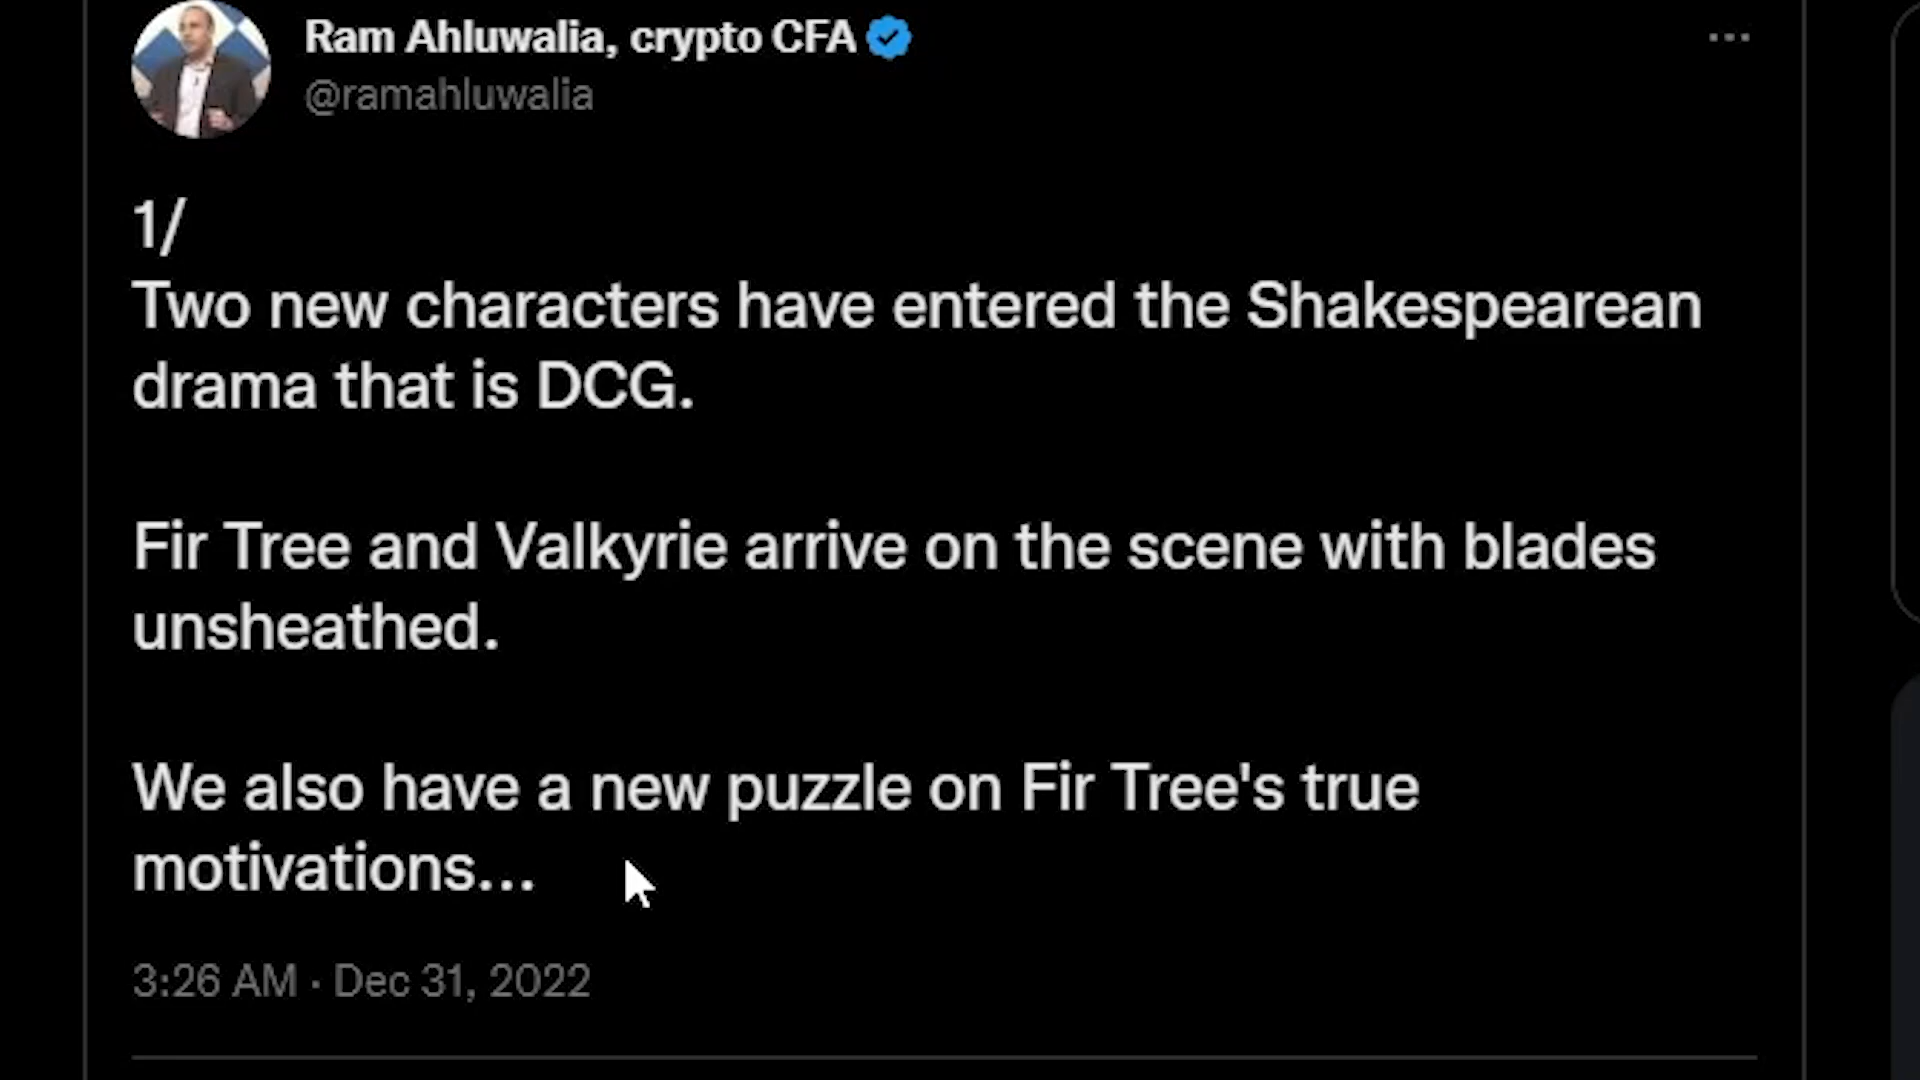 Ram Ahluwalia, crypto CFA
@ramahluwalia
1/
Two new characters have entered the Shakespearean
drama that is DCG.
Fir Tree and Valkyrie arrive on the scene with blades
unsheathed.
We also have a new puzzle on Fir Tree's true
motivations...
3:26 AM · Dec 31, 2022